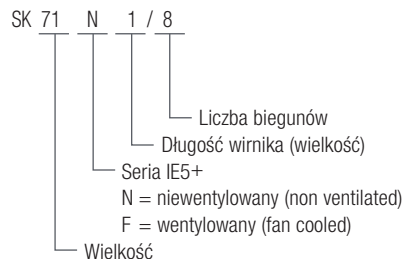 SK 71 N 1 / 8
Liczba biegunów
Długość wirnika (wielkość)
Seria IE5+
N = niewentylowany (non ventilated)
F = wentylowany (fan cooled)
Wielkość